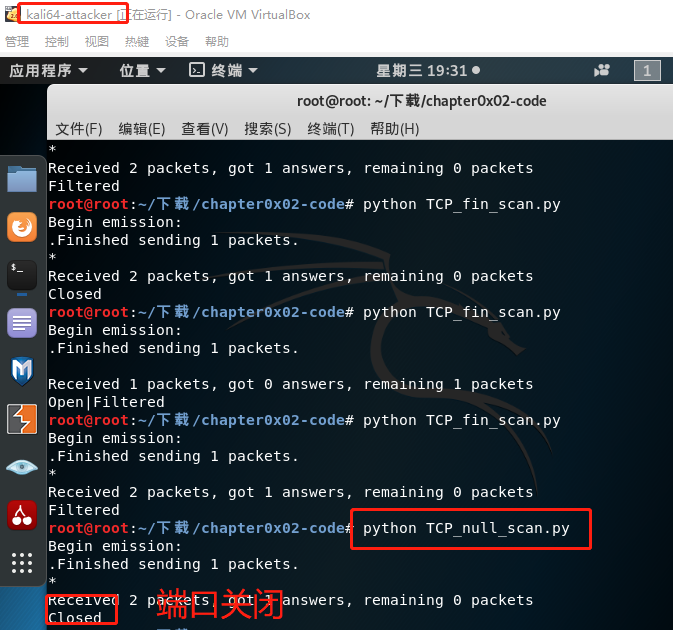 kali64-attacker [正在运行] - Oracle VM VirtualBox
管理 控制 视图 热键 设备 帮助
应用程序 位置 终端 星期三 19:31 1
root@root: ~/下载/chapter0x02-code
文件(F) 编辑(E) 查看(V) 搜索(S) 终端(T) 帮助(H)
*
Received 2 packets, got 1 answers, remaining 0 packets
Filtered
root@root:~/下载/chapter0x02-code# python TCP_fin_scan.py
Begin emission:
.Finished sending 1 packets.
*
Received 2 packets, got 1 answers, remaining 0 packets
Closed
root@root:~/下载/chapter0x02-code# python TCP_fin_scan.py
Begin emission:
.Finished sending 1 packets.
Received 1 packets, got 0 answers, remaining 1 packets
Open|Filtered
root@root:~/下载/chapter0x02-code# python TCP_fin_scan.py
Begin emission:
.Finished sending 1 packets.
*
Received 2 packets, got 1 answers, remaining 0 packets
Filtered
root@root:~/下载/chapter0x02-code# python TCP_null_scan.py
Begin emission:
.Finished sending 1 packets.
*
Received 2 packets, got 1 answers, remaining 0 packets
Closed
端口关闭